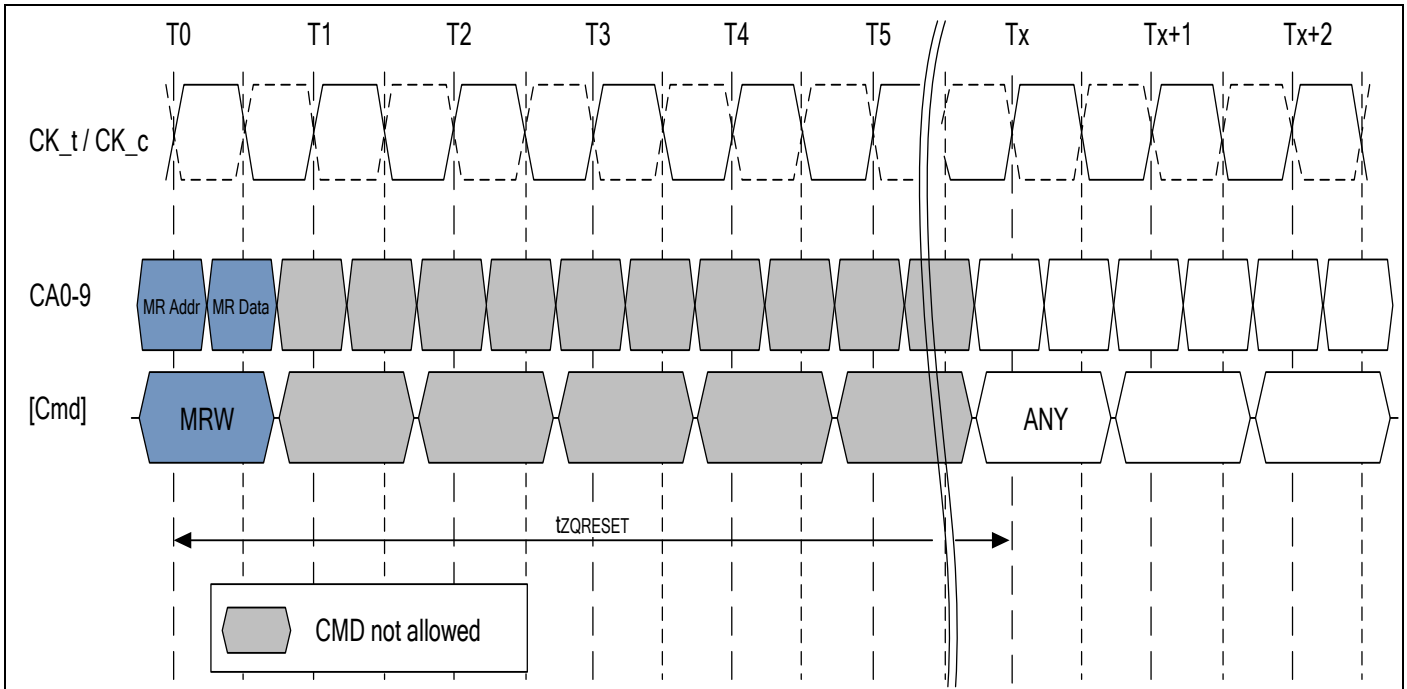 T0 T1 T2 T3 T4 T5 Tx Tx+1 Tx+2
CK_t / CK_c
CA0-9 MR Addr MR Data
[Cmd] MRW ANY
tZQRESET
CMD not allowed